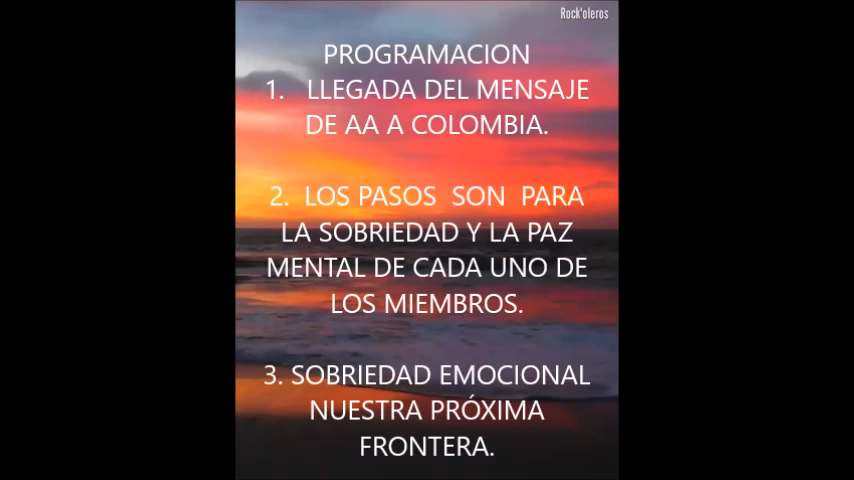 Rock'oleros
PROGRAMACION
1. LLEGADA DEL MENSAJE
DE AA A COLOMBIA.
2. LOS PASOS SON PARA
LA SOBRIEDAD Y LA PAZ
MENTAL DE CADA UNO DE
LOS MIEMBROS.
3. SOBRIEDAD EMOCIONAL
NUESTRA PRÓXIMA
FRONTERA.